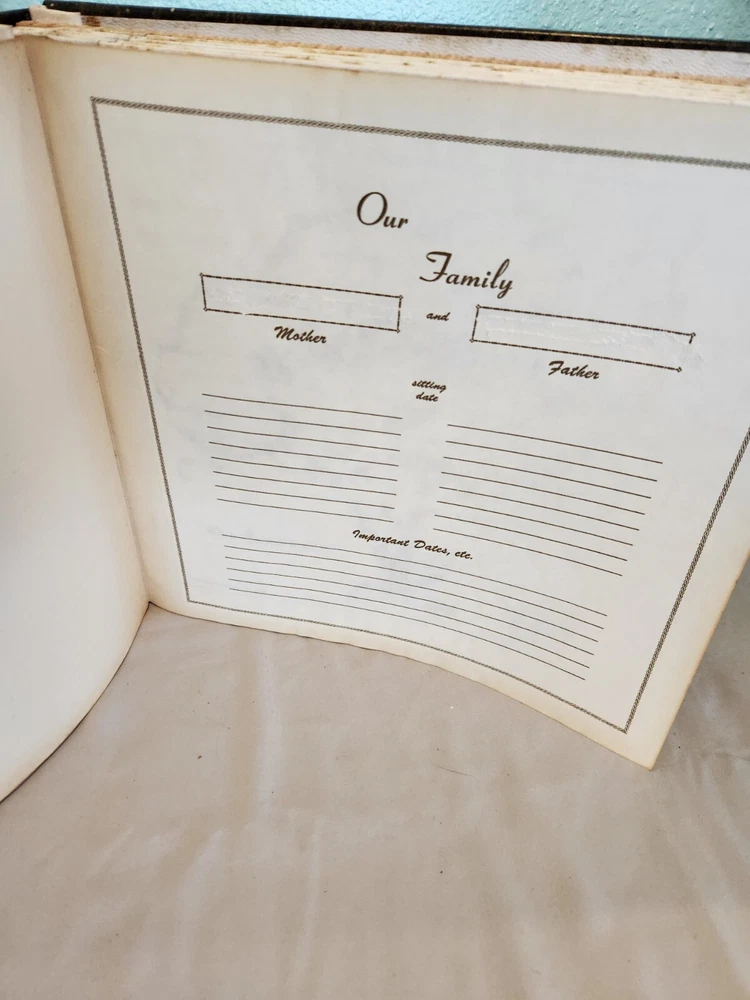 Our
Family
and
Mother
Father
sitting
date
Important Dates, etc.